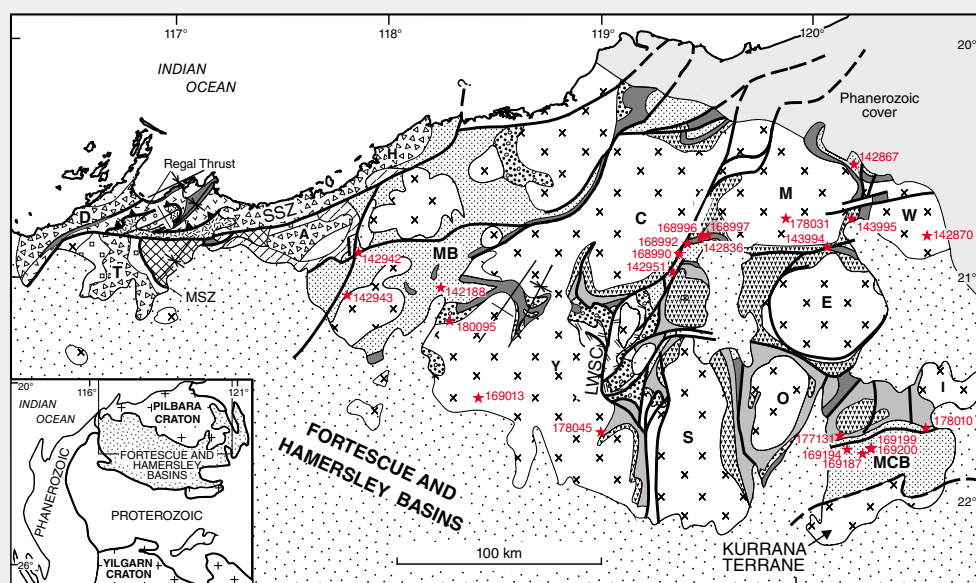 117°
118°
119°
120°
20°
INDIAN
OCEAN
?
Phanerozoic
cover
Regal Thrust
142867
H
D
SSZ
M
C
168996
168997
178031
W
A
168992
142836
143995
142870
143994
142942
MB
168990
T
142951
21°
MSZ
142943
142188
E
180095
LWSC
Y
I
20°
116°
121°
INDIAN
OCEAN
PILBARA
CRATON
169013
O
178010
178045
S
177131
169199
169194
169200
169187
MCB
FORTESCUE AND
HAMERSLEY BASINS
FORTESCUE AND
HAMERSLEY
BASINS
PHANEROZOIC
PROTEROZOIC
22°
100 km
KURRANA
TERRANE
26°
YILGARN
CRATON